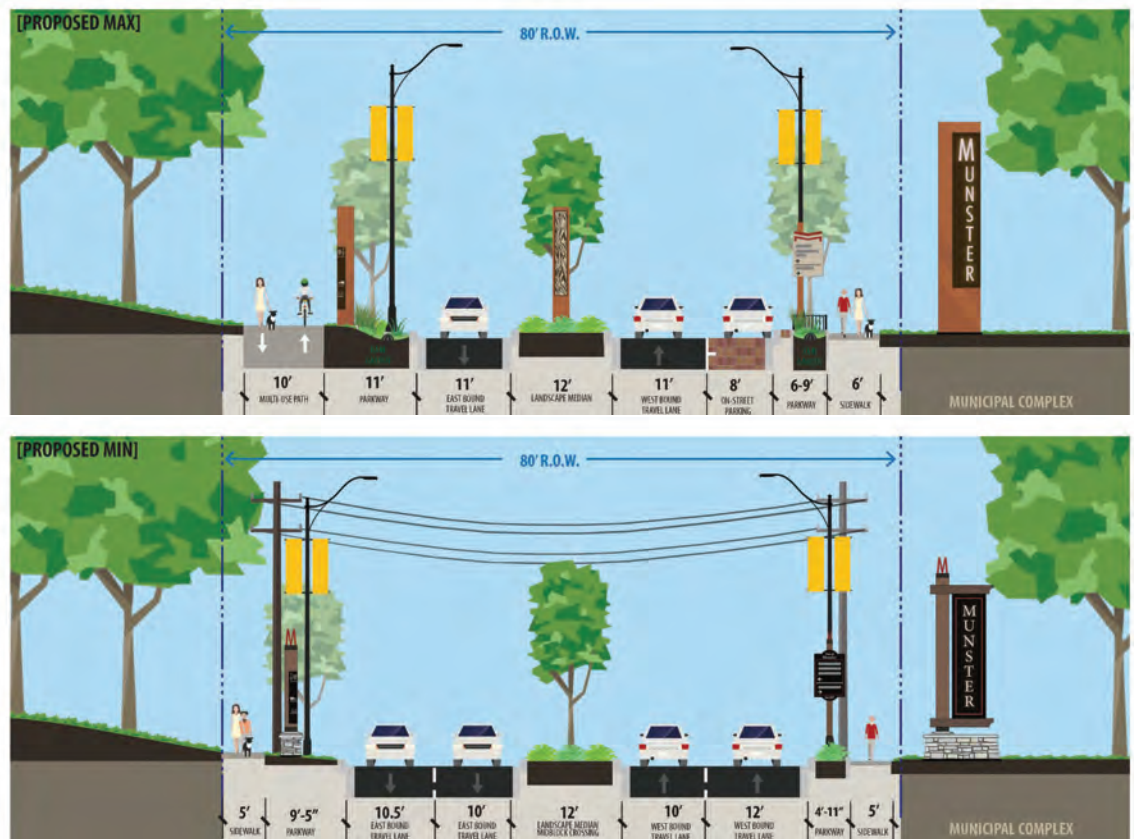 [PROPOSED MAX]
80' R.O.W.
MUNSTER
10'
MULTI-USE PATH
11'
PARKWAY
11'
EAST BOUND
TRAVEL LANE
12'
LANDSCAPE MEDIAN
11'
WEST BOUND
TRAVEL LANE
8'
ON-STREET
PARKING
6-9'
PARKWAY
6'
SIDEWALK
MUNICIPAL COMPLEX
[PROPOSED MIN]
80' R.O.W.
M
M
MUNSTER
5'
SIDEWALK
9'-5"
PARKWAY
10.5'
EAST BOUND
TRAVEL LANE
10'
EAST BOUND
TRAVEL LANE
12'
LANDSCAPE MEDIAN/
MIDBLOCK CROSSING
10'
WEST BOUND
TRAVEL LANE
12'
WEST BOUND
TRAVEL LANE
4'-11"
PARKWAY
5'
SIDEWALK
MUNICIPAL COMPLEX